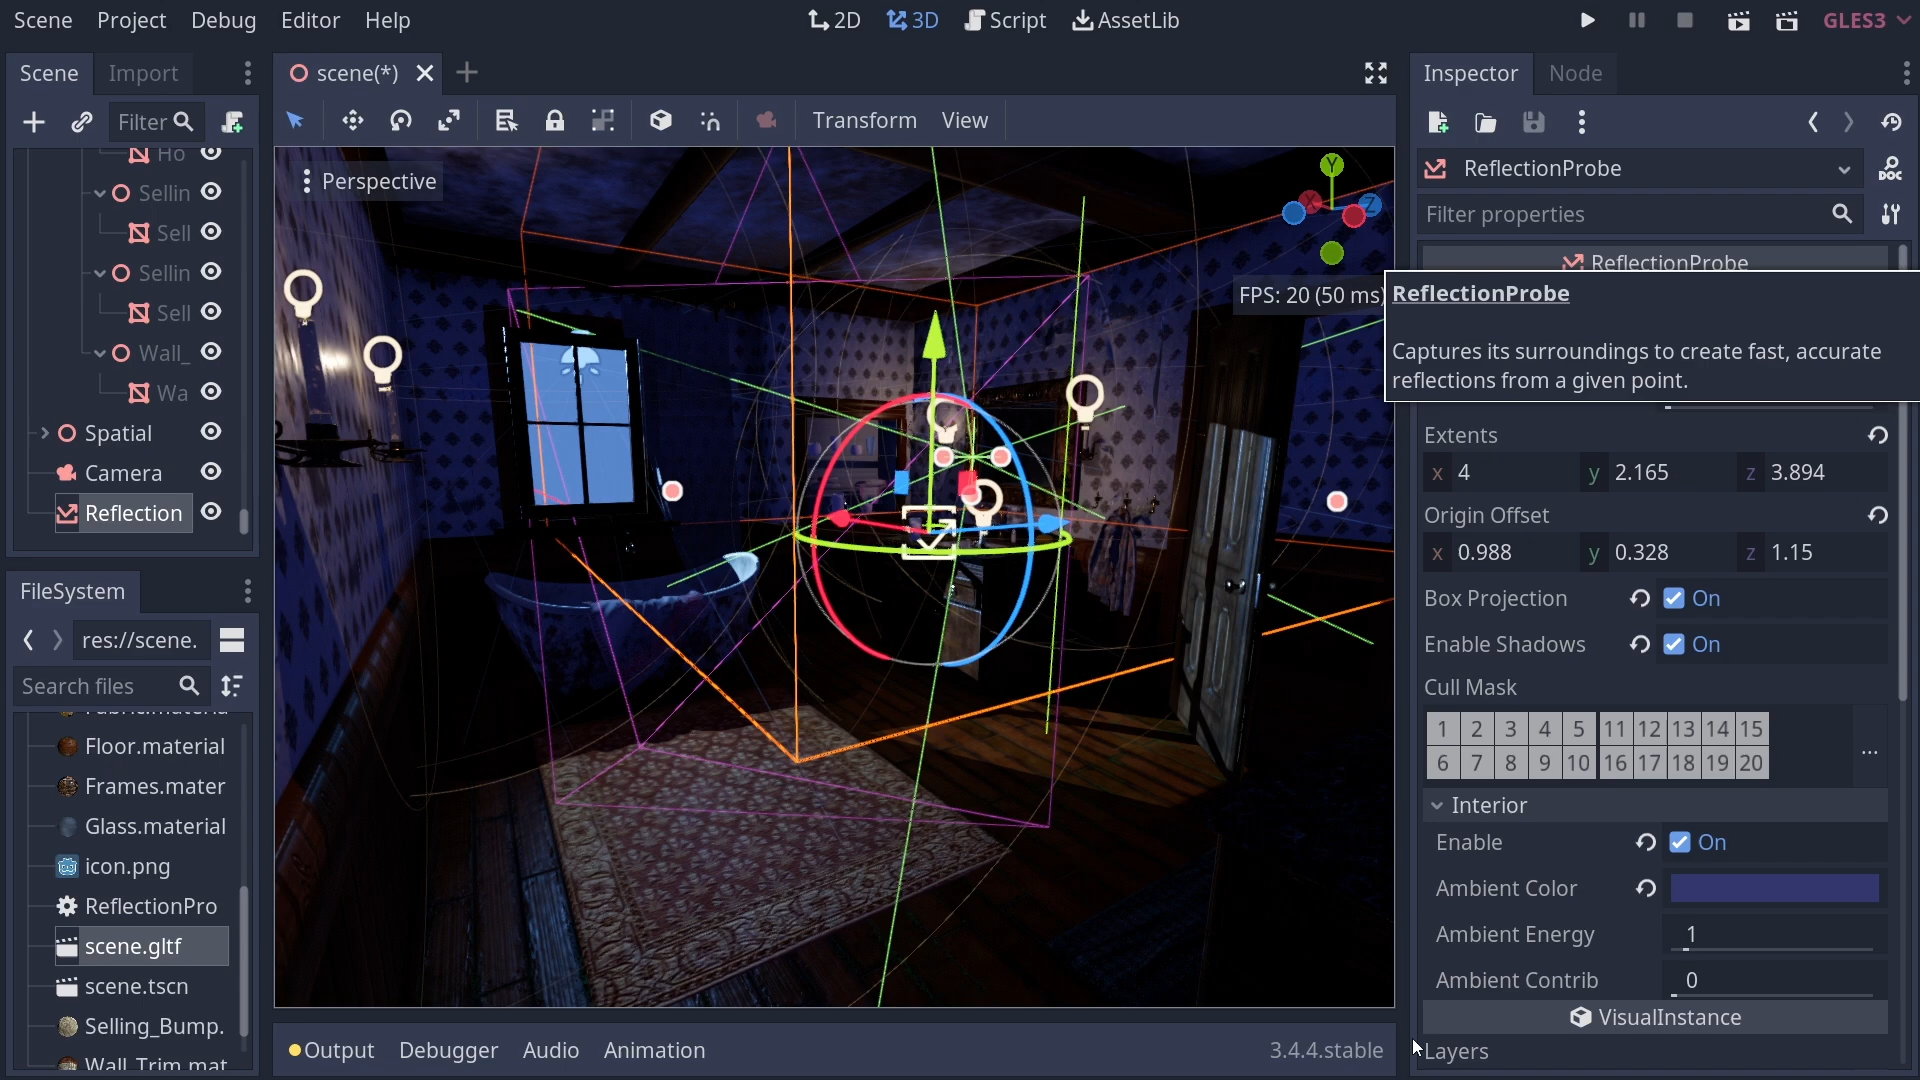 Scene Project Debug Editor Help
2D 3D Script AssetLib
GLES3
Scene Import
Filter
Ho
Sellin
Sell
Sellin
Sell
Wall_
Wa
Spatial
Camera
Reflection
FileSystem
res://scene.
Search files
Floor.material
Frames.mater
Glass.material
icon.png
ReflectionPro
scene.gltf
scene.tscn
Selling_Bump.
Wall_Trim.mat
scene(*)
Transform View
Perspective
Y
X
Z
FPS: 20 (50 ms)
Output Debugger Audio Animation 3.4.4.stable
Inspector Node
ReflectionProbe
DOC
Filter properties
ReflectionProbe
ReflectionProbe
Captures its surroundings to create fast, accurate
reflections from a given point.
Extents
x 4 y 2.165 z 3.894
Origin Offset
x 0.988 y 0.328 z 1.15
Box Projection On
Enable Shadows On
Cull Mask
1 2 3 4 5 11 12 13 14 15
6 7 8 9 10 16 17 18 19 20
...
Interior
Enable On
Ambient Color
Ambient Energy 1
Ambient Contrib 0
VisualInstance
Layers